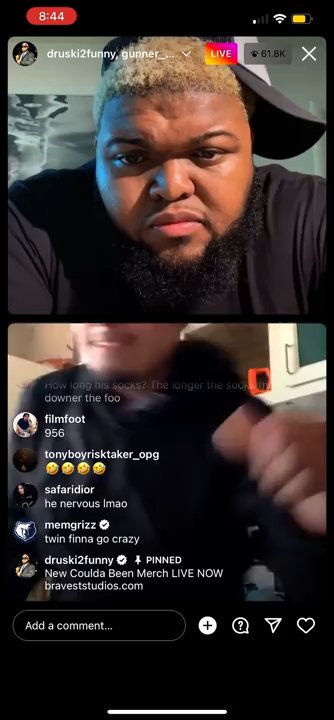 8:44
druski2funny, gunner_...
LIVE
61.8K
How long his socks? The longer the sock
downer the foo
filmfoot
956
tonyboyrisktaker_opg
🤣🤣🤣🤣
safaridior
he nervous lmao
memgrizz
twin finna go crazy
druski2funny PINNED
New Coulda Been Merch LIVE NOW
braveststudios.com
Add a comment...